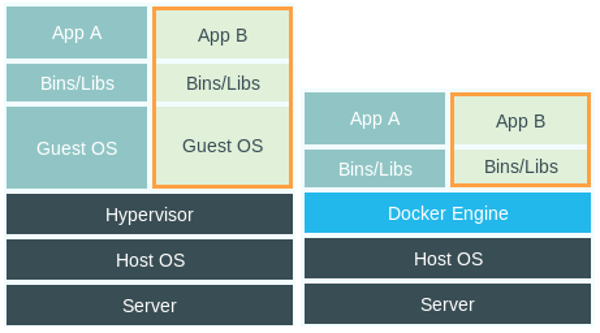 App A
App B
Bins/Libs
Bins/Libs
Guest OS
Guest OS
Hypervisor
Host OS
Server
App A
App B
Bins/Libs
Bins/Libs
Docker Engine
Host OS
Server